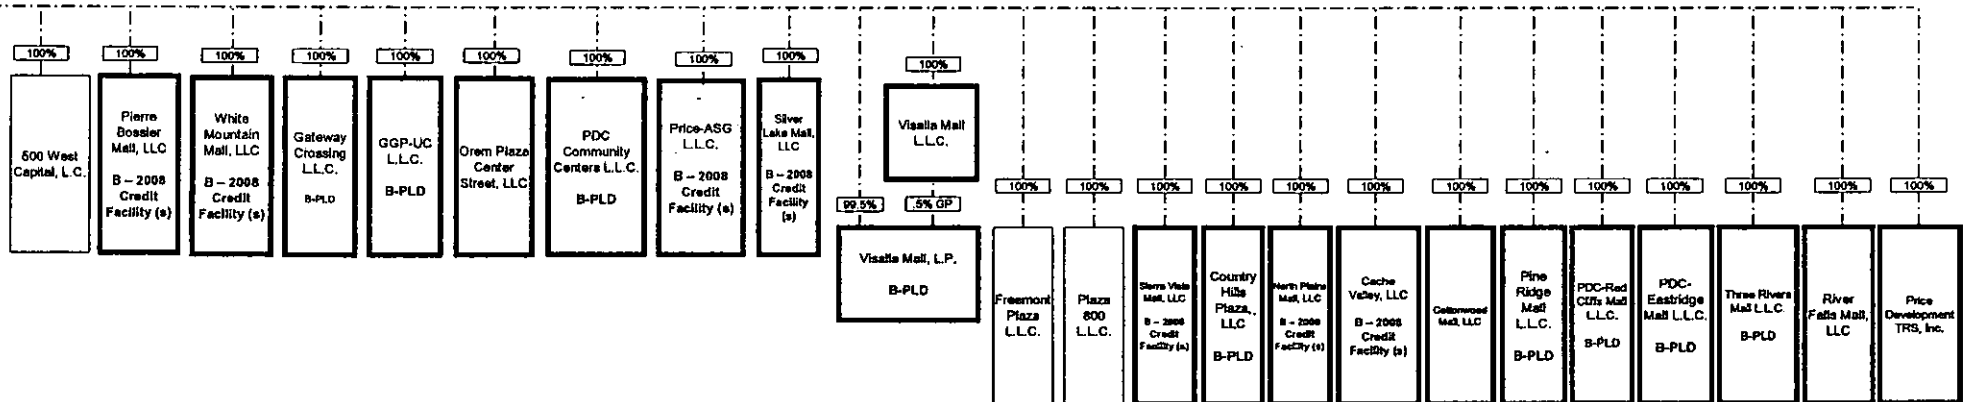 100%
100%
100%
100%
100%
100%
100%
100%
100%
100%
500 West
Capital, L.C.
Pierre
Bossier
Mall, LLC
B – 2008
Credit
Facility (s)
White
Mountain
Mall, LLC
B – 2008
Credit
Facility (s)
Gateway
Crossing
L.L.C.
B-PLD
GGP-UC
L.L.C.
B-PLD
Orem Plaza
Center
Street, LLC
PDC
Community
Centers L.L.C.
B-PLD
Price-ASG
L.L.C.
B – 2008
Credit
Facility (s)
Silver
Lake Mall,
LLC
B – 2008
Credit
Facility
(s)
Visalia Mall
L.L.C.
99.5%
.5% GP
Visalia Mall, L.P.
B-PLD
100%
100%
100%
100%
100%
100%
100%
100%
100%
100%
100%
100%
100%
Freemont
Plaza
L.L.C.
Plaza
800
L.L.C.
Sierra Vista
Mall, LLC
B – 2008
Credit
Facility (s)
Country
Hills
Plaza,,
LLC
B-PLD
North Plains
Mall, LLC
B – 2008
Credit
Facility (s)
Cache
Valley, LLC
B – 2008
Credit
Facility (s)
Cottonwood
Mall, LLC
Pine
Ridge
Mall
L.L.C.
B-PLD
PDC-Red
Cliffs Mall
L.L.C.
B-PLD
PDC-
Eastridge
Mall L.L.C.
B-PLD
Three Rivers
Mall L.L.C.
B-PLD
River
Falls Mall,
LLC
Price
Development
TRS, Inc.